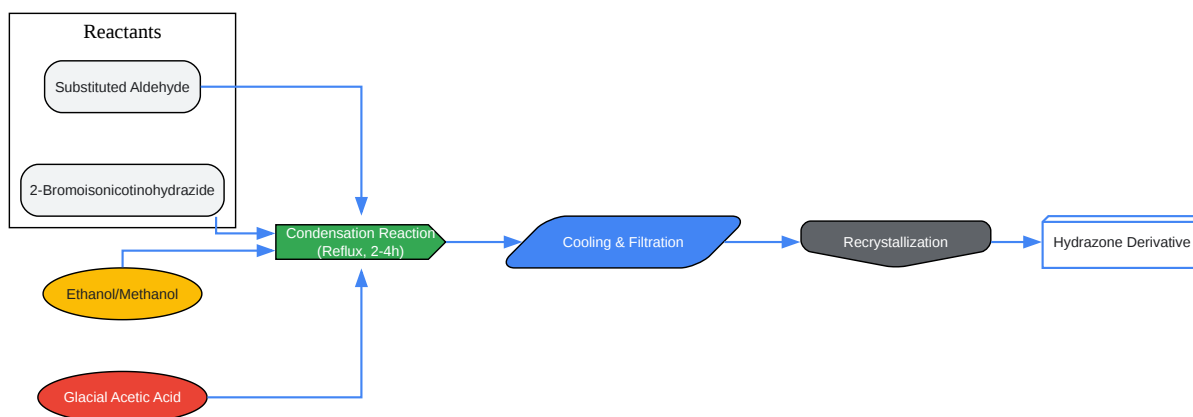 Reactants
Substituted Aldehyde
2-Bromoisonicotinohydrazide
Ethanol/Methanol
Glacial Acetic Acid
Condensation Reaction
(Reflux, 2-4h)
Cooling & Filtration
Recrystallization
Hydrazone Derivative